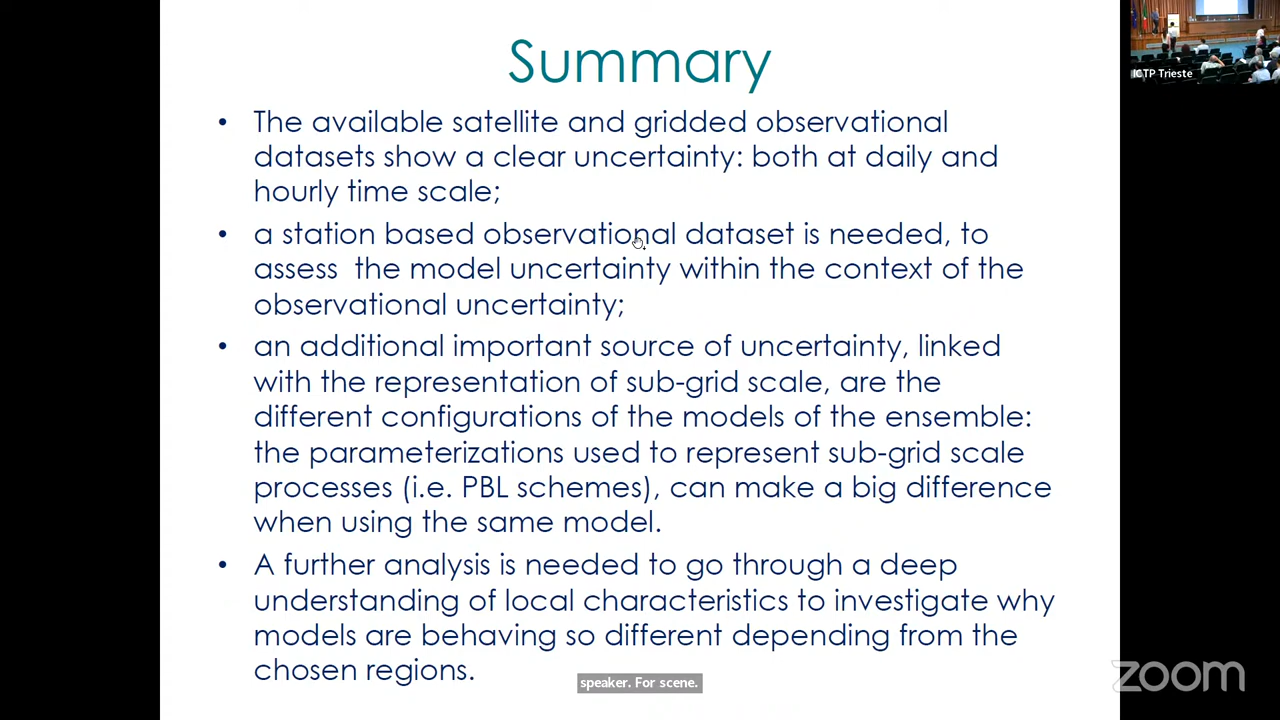 Summary
• The available satellite and gridded observational
datasets show a clear uncertainty: both at daily and
hourly time scale;
• a station based observational dataset is needed, to
assess the model uncertainty within the context of the
observational uncertainty;
• an additional important source of uncertainty, linked
with the representation of sub-grid scale, are the
different configurations of the models of the ensemble:
the parameterizations used to represent sub-grid scale
processes (i.e. PBL schemes), can make a big difference
when using the same model.
• A further analysis is needed to go through a deep
understanding of local characteristics to investigate why
models are behaving so different depending from the
chosen regions.
speaker. For scene.
ICTP Trieste
zoom